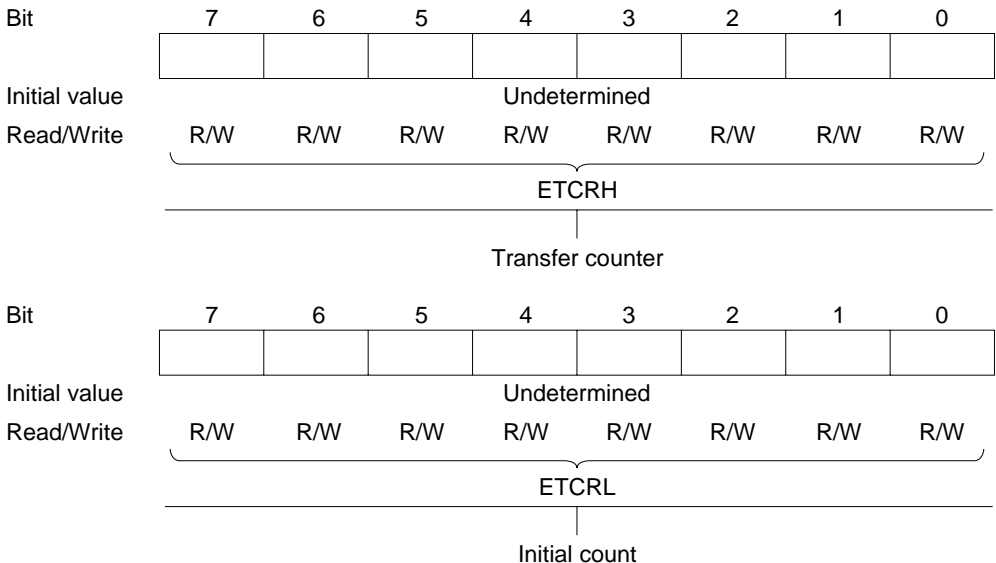 Bit 7 6 5 4 3 2 1 0
Initial value Undetermined
Read/Write R/W R/W R/W R/W R/W R/W R/W R/W
ETCRH
Transfer counter
Bit 7 6 5 4 3 2 1 0
Initial value Undetermined
Read/Write R/W R/W R/W R/W R/W R/W R/W R/W
ETCRL
Initial count